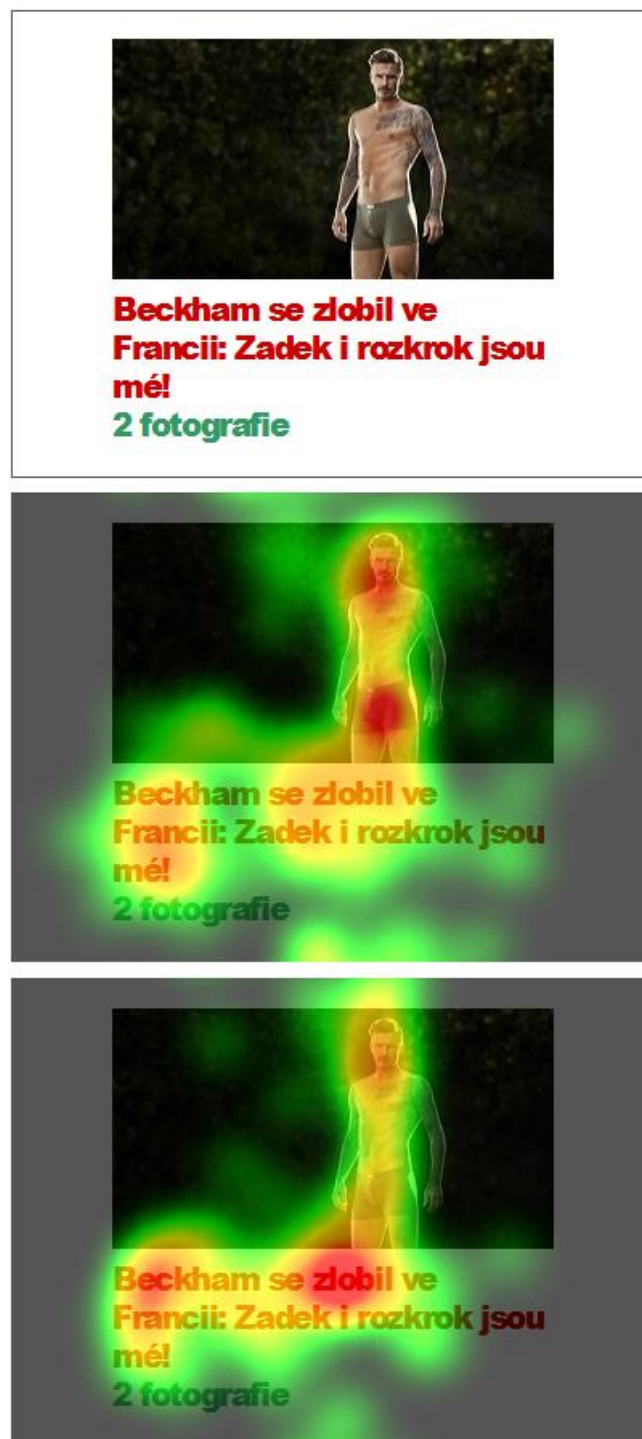 Beckham se zlobil ve
Francii: Zadek i rozkrok jsou
mé!
2 fotografie
Beckham se zlobil ve
Francii: Zadek i rozkrok jsou
mé!
2 fotografie
Beckham se zlobil ve
Francii: Zadek i rozkrok jsou
mé!
2 fotografie